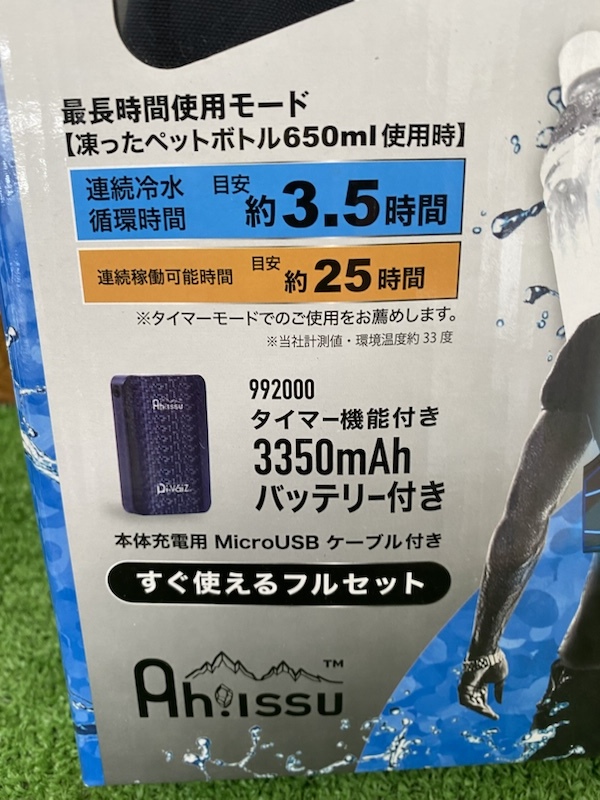 最長時間使用モード
【凍ったペットボトル650ml使用時】
連続冷水循環時間 目安 約3.5時間
連続稼働可能時間 目安 約25時間
※タイマーモードでのご使用をお薦めします。
※当社計測値・環境温度約33度
Ah!issu
Di-VaiZ
992000
タイマー機能付き
3350mAh
バッテリー付き
本体充電用 MicroUSB ケーブル付き
すぐ使えるフルセット
Ah!issu™